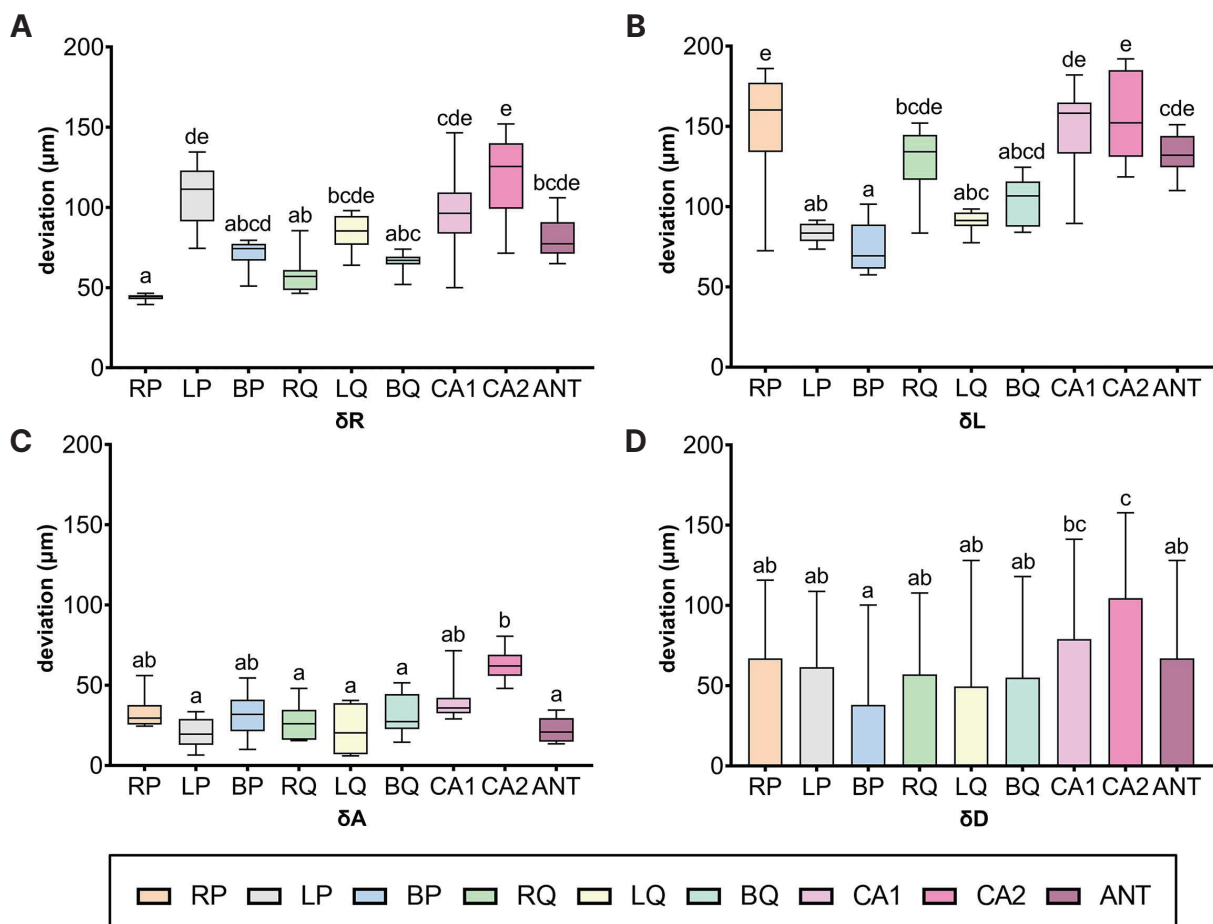 A
200
150
100
50
0
deviation (µm)
a
de
abcd
ab
bcde
abc
cde
e
bcde
RP LP BP RQ LQ BQ CA1 CA2 ANT
δR
B
200
150
100
50
0
deviation (µm)
e
ab
a
bcde
abc
abcd
de
e
cde
RP LP BP RQ LQ BQ CA1 CA2 ANT
δL
C
200
150
100
50
0
deviation (µm)
ab
a
ab
a
a
a
ab
b
a
RP LP BP RQ LQ BQ CA1 CA2 ANT
δA
D
200
150
100
50
0
deviation (µm)
ab
ab
a
ab
ab
ab
bc
c
ab
RP LP BP RQ LQ BQ CA1 CA2 ANT
δD
RP LP BP RQ LQ BQ CA1 CA2 ANT